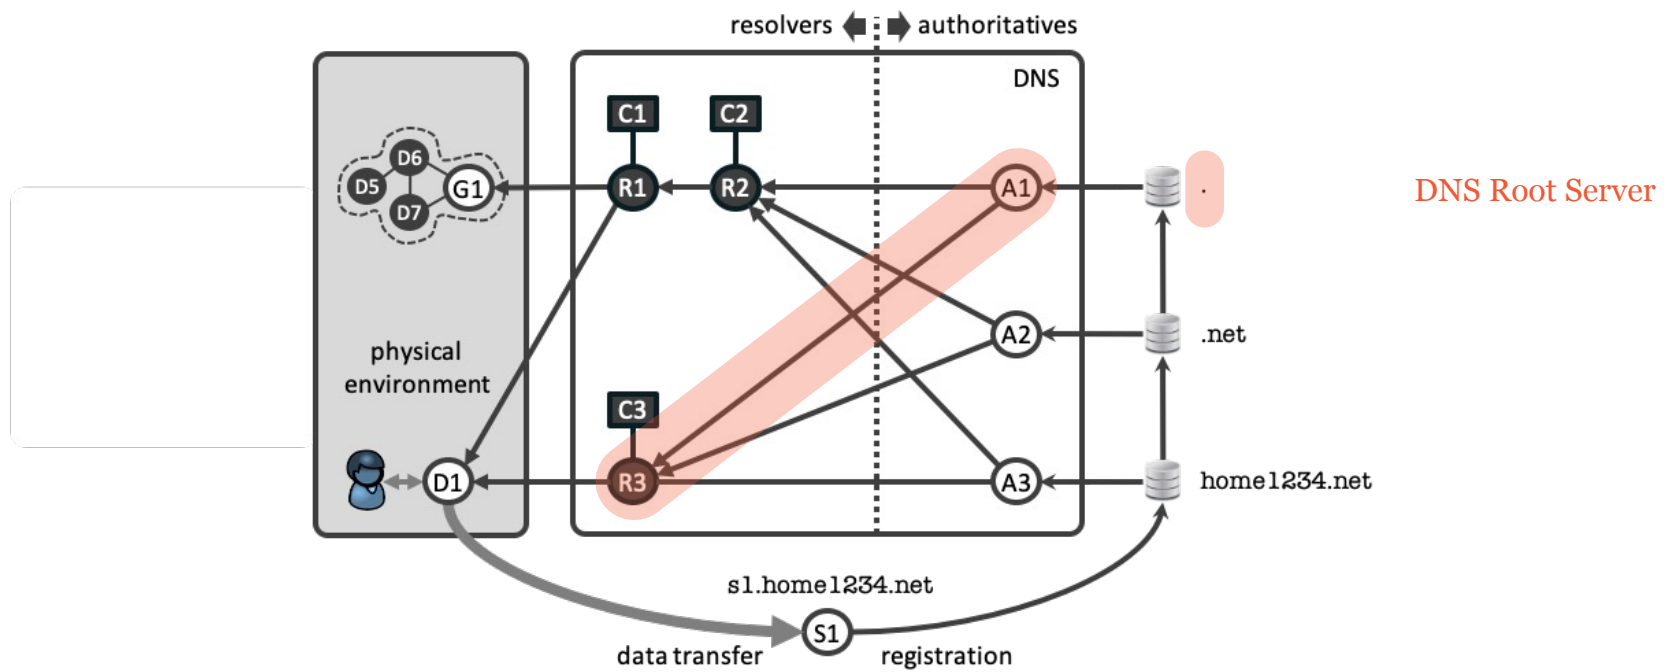 resolvers
authoritatives
DNS
C1
C2
D6
D5
G1
D7
R1
R2
A1
.
DNS Root Server
physical
environment
A2
.net
C3
D1
R3
A3
home1234.net
s1.home1234.net
S1
data transfer
registration